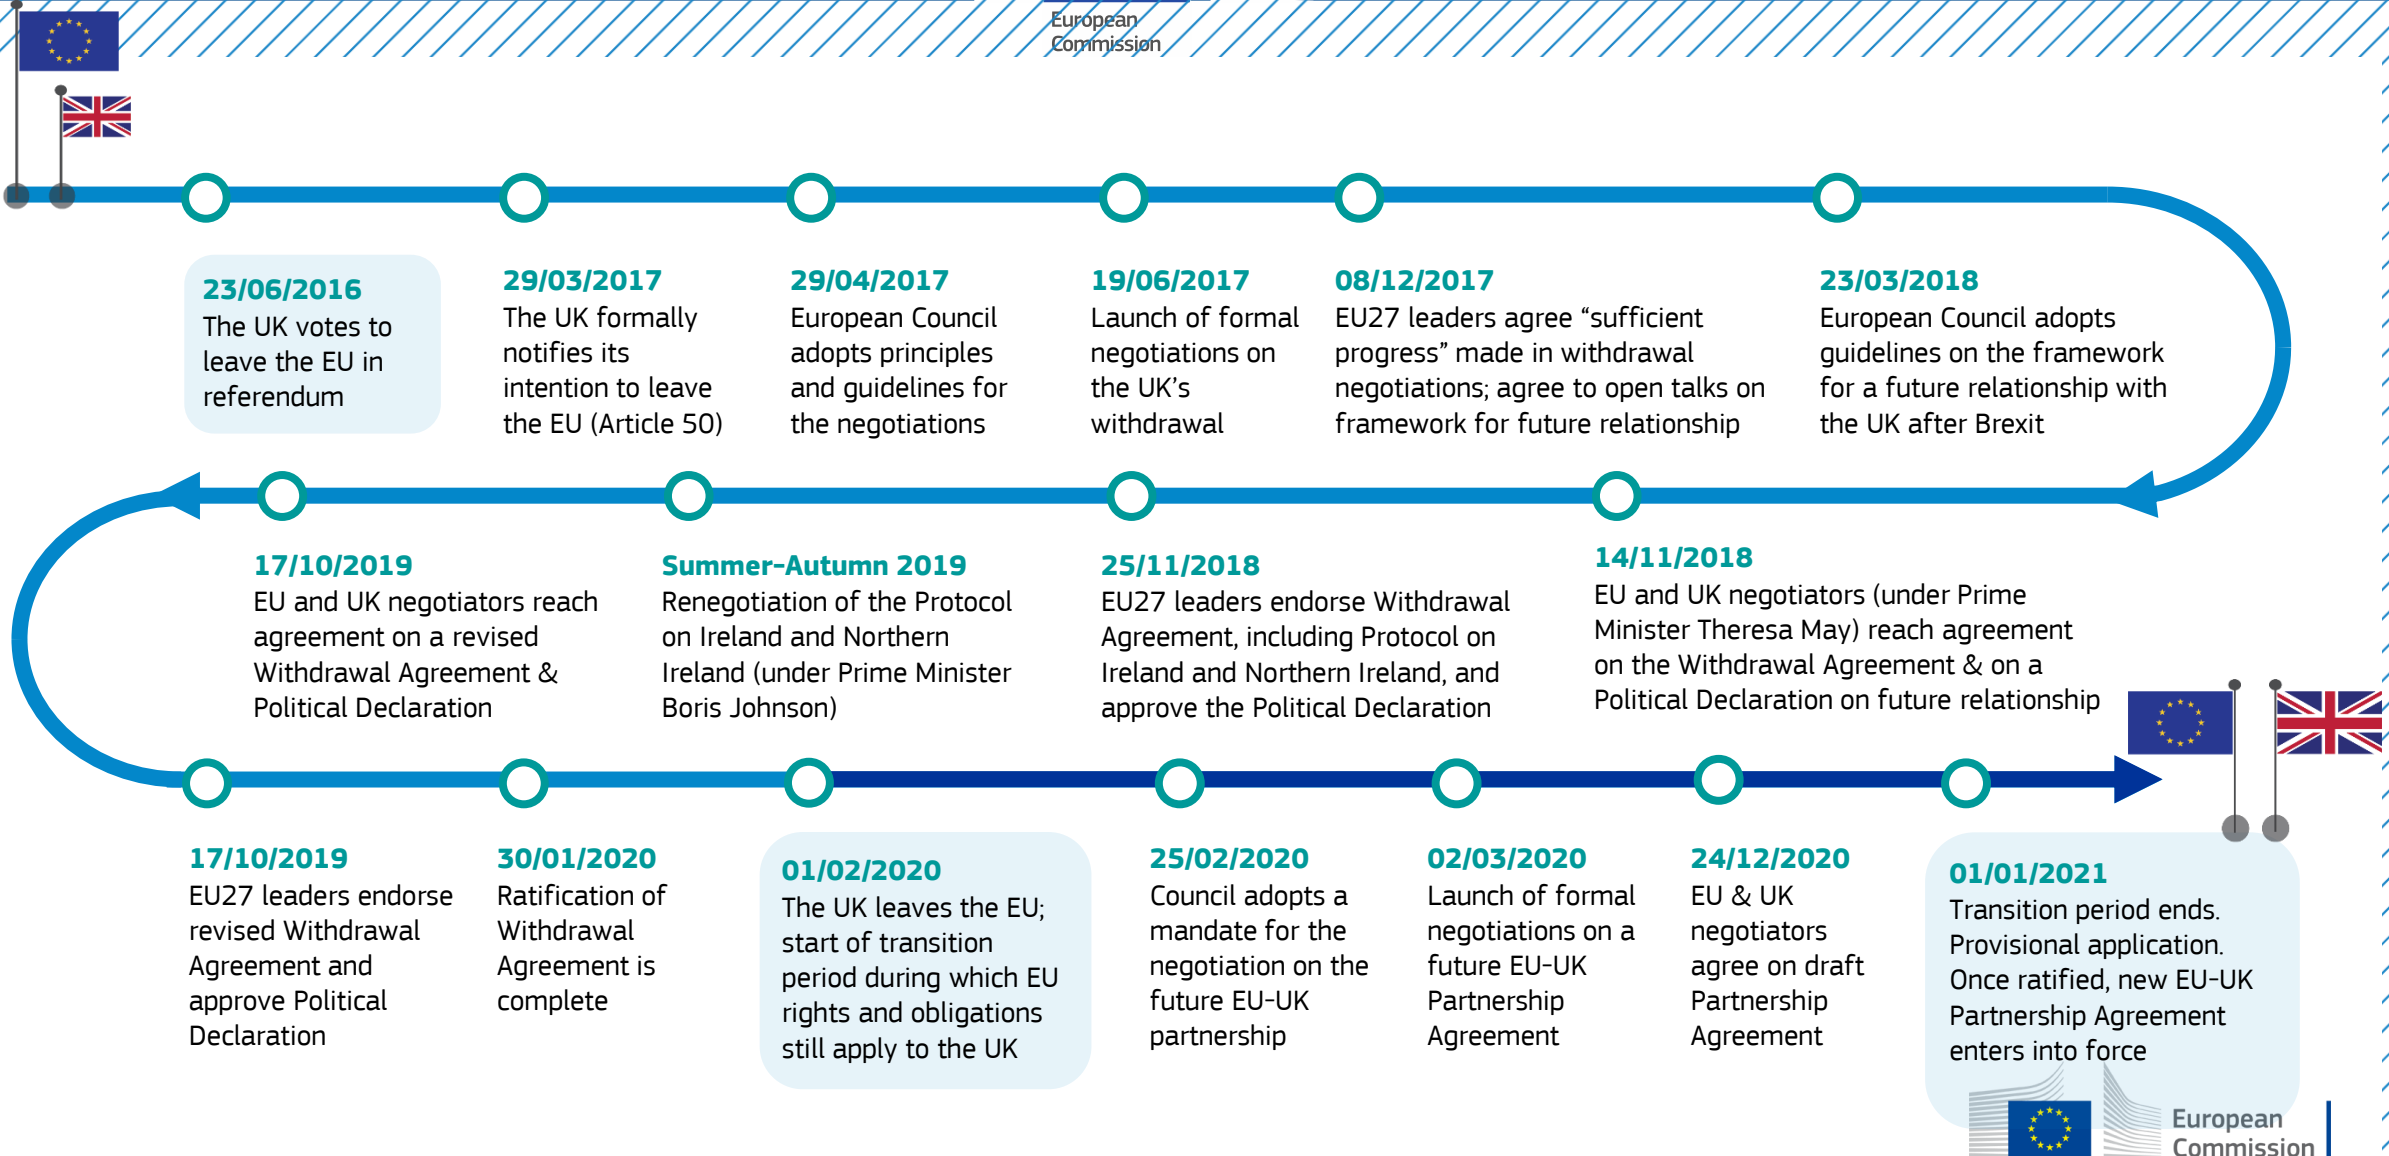 European
Commission
23/06/2016
The UK votes to
leave the EU in
referendum
29/03/2017
The UK formally
notifies its
intention to leave
the EU (Article 50)
29/04/2017
European Council
adopts principles
and guidelines for
the negotiations
19/06/2017
Launch of formal
negotiations on
the UK’s
withdrawal
08/12/2017
EU27 leaders agree “sufficient
progress” made in withdrawal
negotiations; agree to open talks on
framework for future relationship
23/03/2018
European Council adopts
guidelines on the framework
for a future relationship with
the UK after Brexit
14/11/2018
EU and UK negotiators (under Prime
Minister Theresa May) reach agreement
on the Withdrawal Agreement & on a
Political Declaration on future relationship
25/11/2018
EU27 leaders endorse Withdrawal
Agreement, including Protocol on
Ireland and Northern Ireland, and
approve the Political Declaration
Summer-Autumn 2019
Renegotiation of the Protocol
on Ireland and Northern
Ireland (under Prime Minister
Boris Johnson)
17/10/2019
EU and UK negotiators reach
agreement on a revised
Withdrawal Agreement &
Political Declaration
17/10/2019
EU27 leaders endorse
revised Withdrawal
Agreement and
approve Political
Declaration
30/01/2020
Ratification of
Withdrawal
Agreement is
complete
01/02/2020
The UK leaves the EU;
start of transition
period during which EU
rights and obligations
still apply to the UK
25/02/2020
Council adopts a
mandate for the
negotiation on the
future EU-UK
partnership
02/03/2020
Launch of formal
negotiations on a
future EU-UK
Partnership
Agreement
24/12/2020
EU & UK
negotiators
agree on draft
Partnership
Agreement
01/01/2021
Transition period ends.
Provisional application.
Once ratified, new EU-UK
Partnership Agreement
enters into force
European
Commission